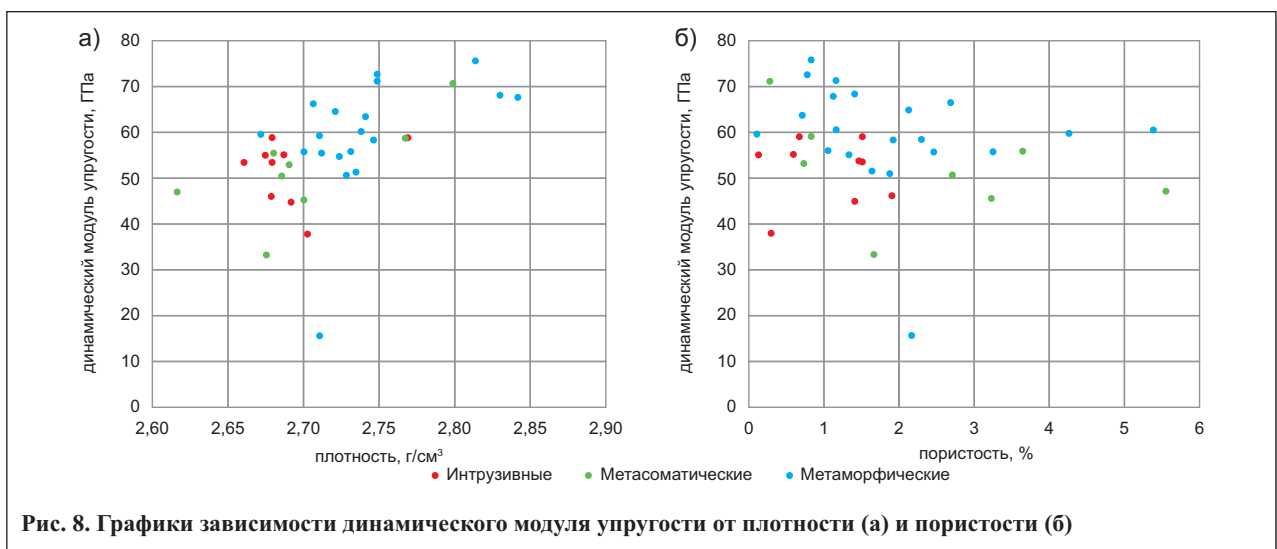 а)
80
70
60
50
40
30
20
10
0
динамический модуль упругости, ГПа
2,60 2,65 2,70 2,75 2,80 2,85 2,90
плотность, г/см³
б)
80
70
60
50
40
30
20
10
0
динамический модуль упругости, ГПа
0 1 2 3 4 5 6
пористость, %
Интрузивные Метасоматические Метаморфические
Рис. 8. Графики зависимости динамического модуля упругости от плотности (а) и пористости (б)